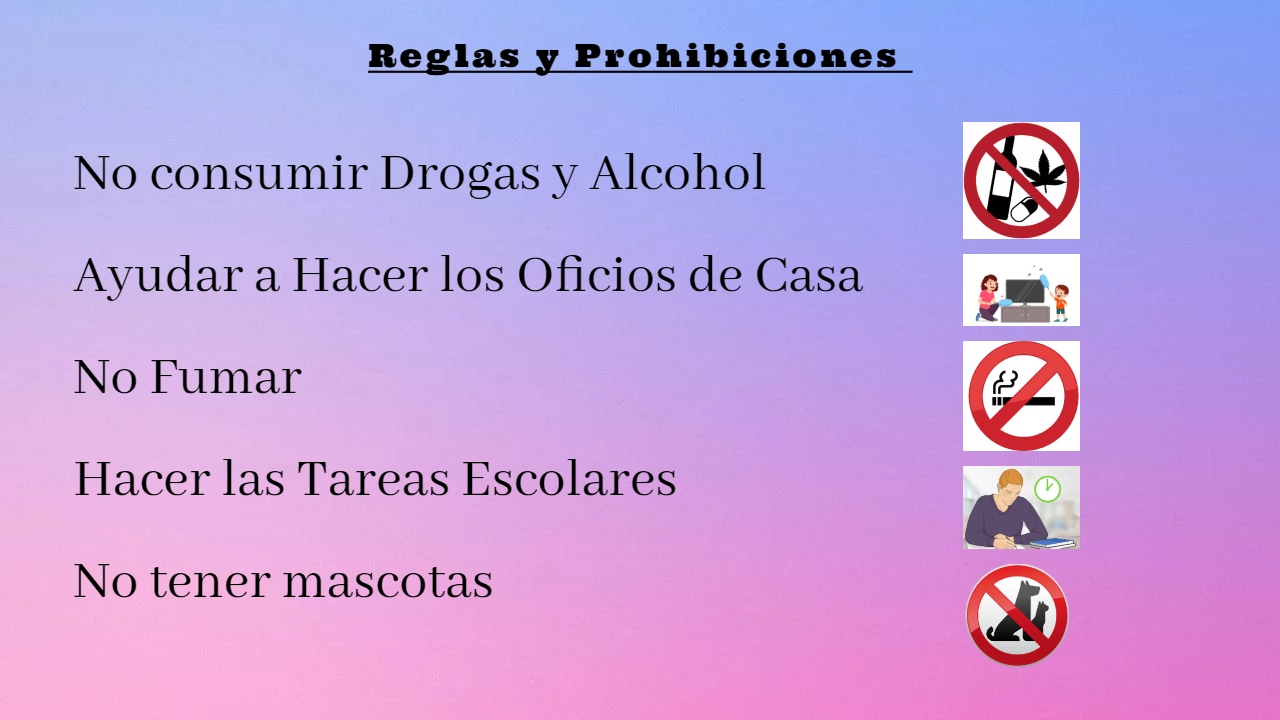 Reglas y Prohibiciones
No consumir Drogas y Alcohol
Ayudar a Hacer los Oficios de Casa
No Fumar
Hacer las Tareas Escolares
No tener mascotas